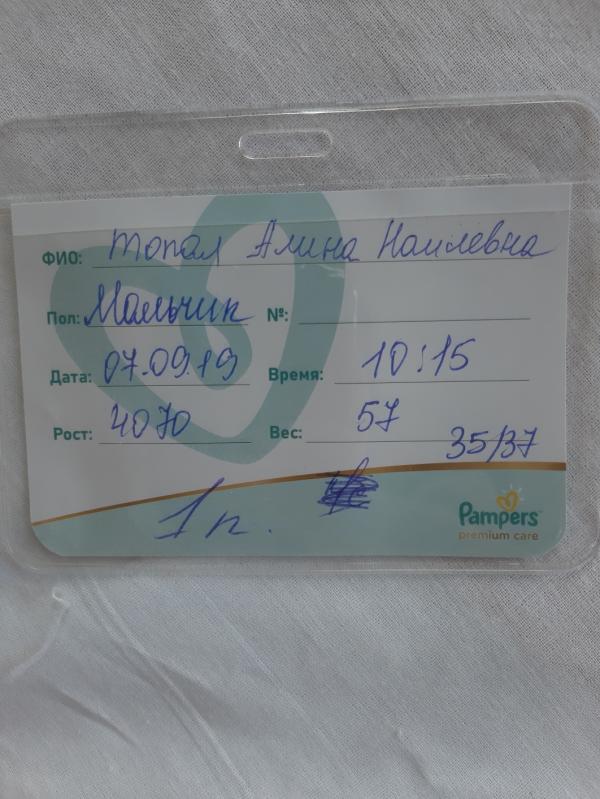 ФИО: Топал Алина Наилевна
Пол: Мальчик №:
Дата: 07.09.19 Время: 10:15
Рост: 4070 Вес: 57
35/37
1 п.
Pampers
premium care